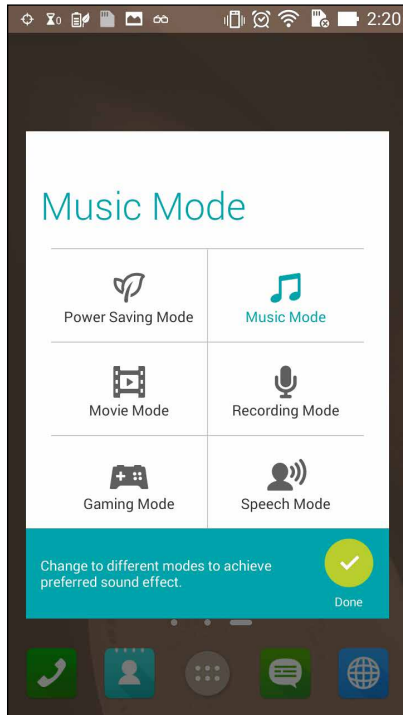 0
2:20
Music Mode
Power Saving Mode
Music Mode
Movie Mode
Recording Mode
Gaming Mode
Speech Mode
Change to different modes to achieve
preferred sound effect.
Done